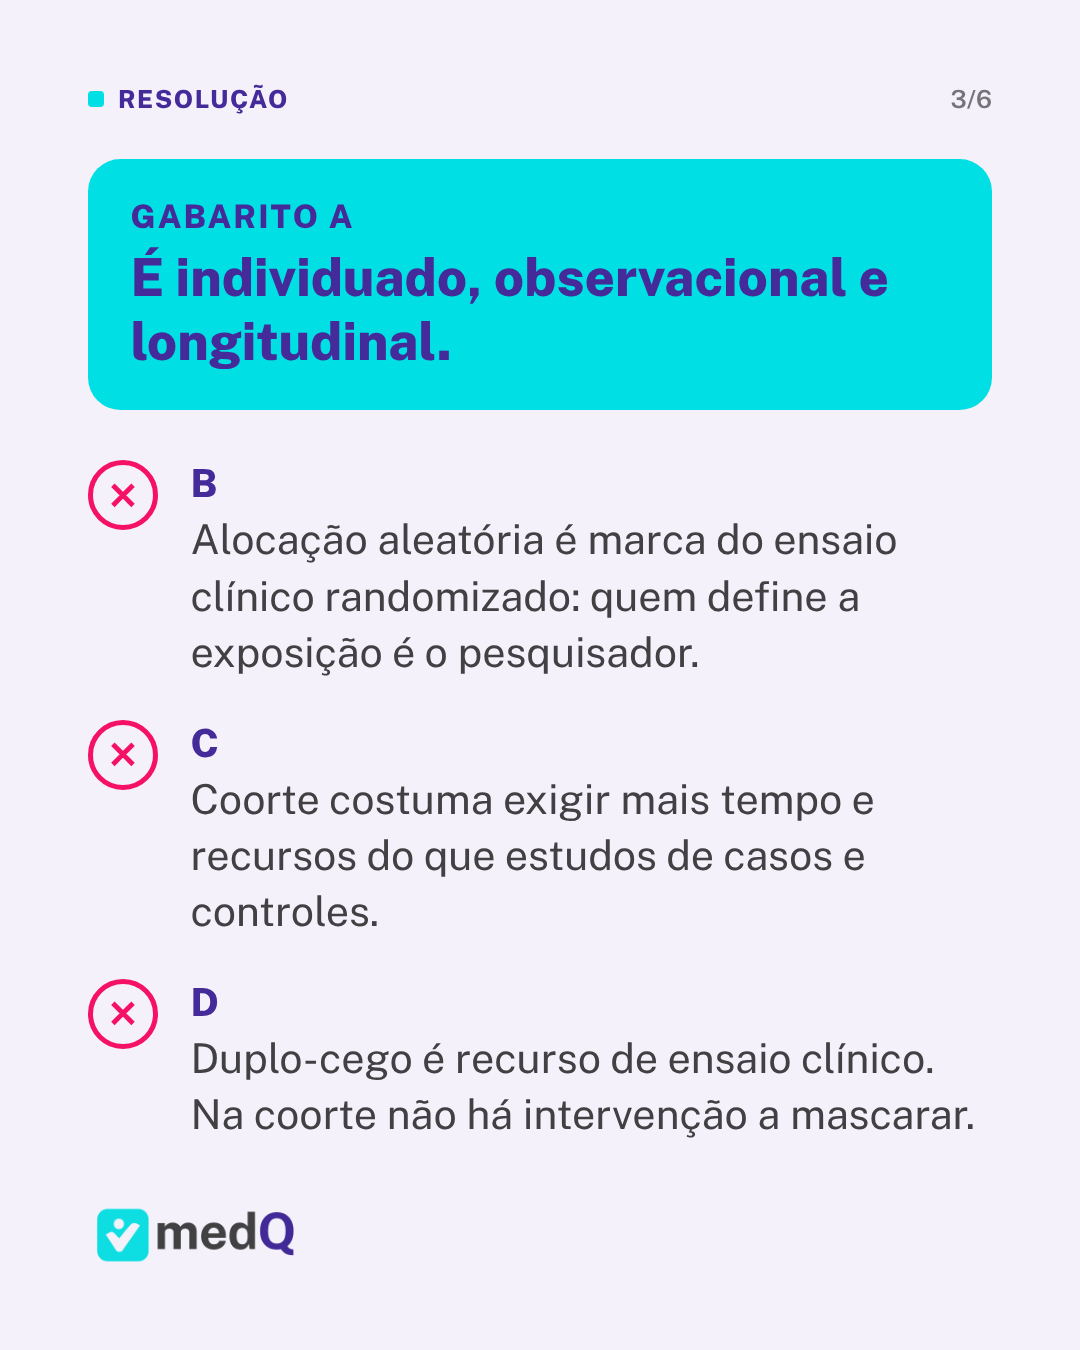 RESOLUÇÃO
3/6
GABARITO A
É individuado, observacional e
longitudinal.
B
Alocação aleatória é marca do ensaio
clínico randomizado: quem define a
exposição é o pesquisador.
C
Coorte costuma exigir mais tempo e
recursos do que estudos de casos e
controles.
D
Duplo-cego é recurso de ensaio clínico.
Na coorte não há intervenção a mascarar.
medQ